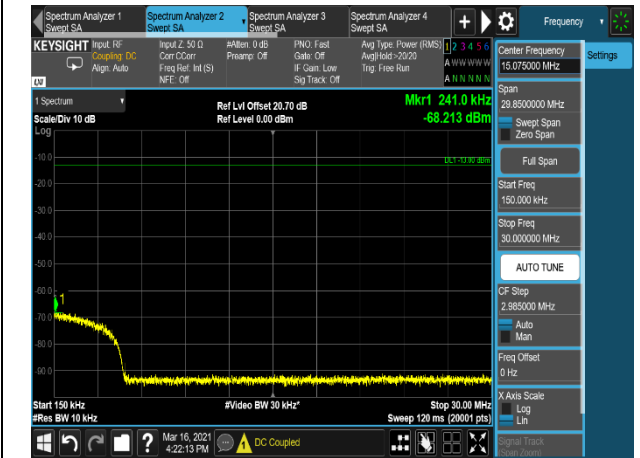 Spectrum Analyzer 1
Swept SA
Spectrum Analyzer 2
Swept SA
Spectrum Analyzer 3
Swept SA
Spectrum Analyzer 4
Swept SA
+
Frequency
KEYSIGHT
Input: RF
Coupling: DC
Align: Auto
Input Z: 50 Ω
Corr CCorr
Freq Ref: Int (S)
NFE: Off
#Atten: 0 dB
Preamp: Off
PNO: Fast
Gate: Off
IF Gain: Low
Sig Track: Off
Avg Type: Power (RMS)
Avg|Hold:>20/20
Trig: Free Run
1 2 3 4 5 6
A W W W W W
A N N N N N
LXI
1 Spectrum
Scale/Div 10 dB
Log
Ref Lvl Offset 20.70 dB
Ref Level 0.00 dBm
Mkr1 241.0 kHz
-68.213 dBm
DL1 -13.00 dBm
-10.0
-20.0
-30.0
-40.0
-50.0
-60.0
-70.0
-80.0
-90.0
1
Start 150 kHz
#Res BW 10 kHz
#Video BW 30 kHz*
Stop 30.00 MHz
Sweep 120 ms (20001 pts)
Center Frequency
15.075000 MHz
Settings
Span
29.8500000 MHz
Swept Span
Zero Span
Full Span
Start Freq
150.000 kHz
Stop Freq
30.000000 MHz
AUTO TUNE
CF Step
2.985000 MHz
Auto
Man
Freq Offset
0 Hz
X Axis Scale
Log
Lin
Signal Track
(Span Zoom)
?
Mar 16, 2021
4:22:13 PM
DC Coupled